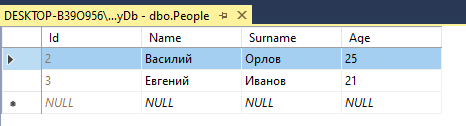 DESKTOP-B39O956\...yDb - dbo.People
Id Name Surname Age
2 Василий Орлов 25
3 Евгений Иванов 21
NULL NULL NULL NULL